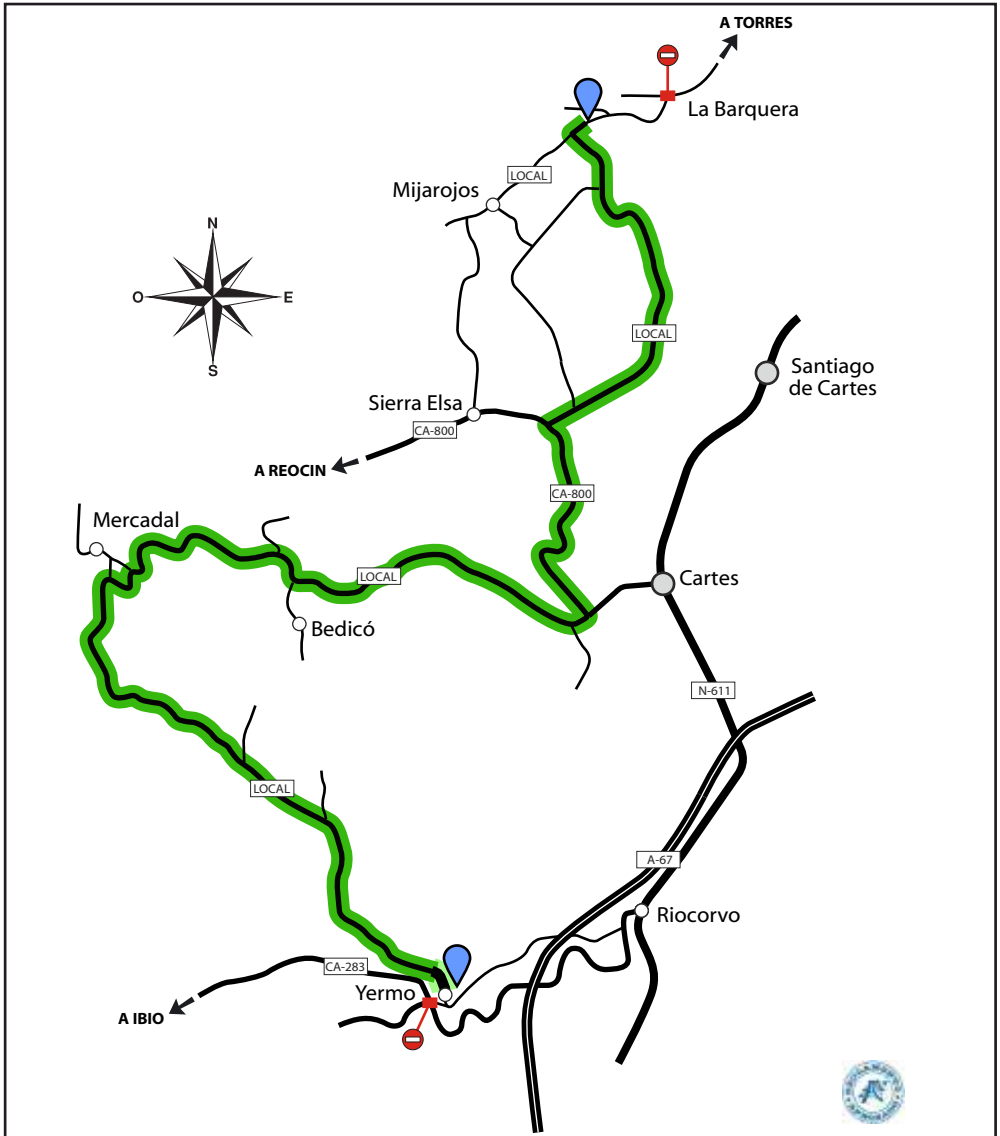 A TORRES
La Barquera
LOCAL
Mijarojos
N
O
E
S
LOCAL
Santiago
de Cartes
Sierra Elsa
CA-800
A REOCIN
CA-800
Mercadal
LOCAL
Cartes
Bedicó
N-611
LOCAL
A-67
Riocorvo
CA-283
Yermo
A IBIO